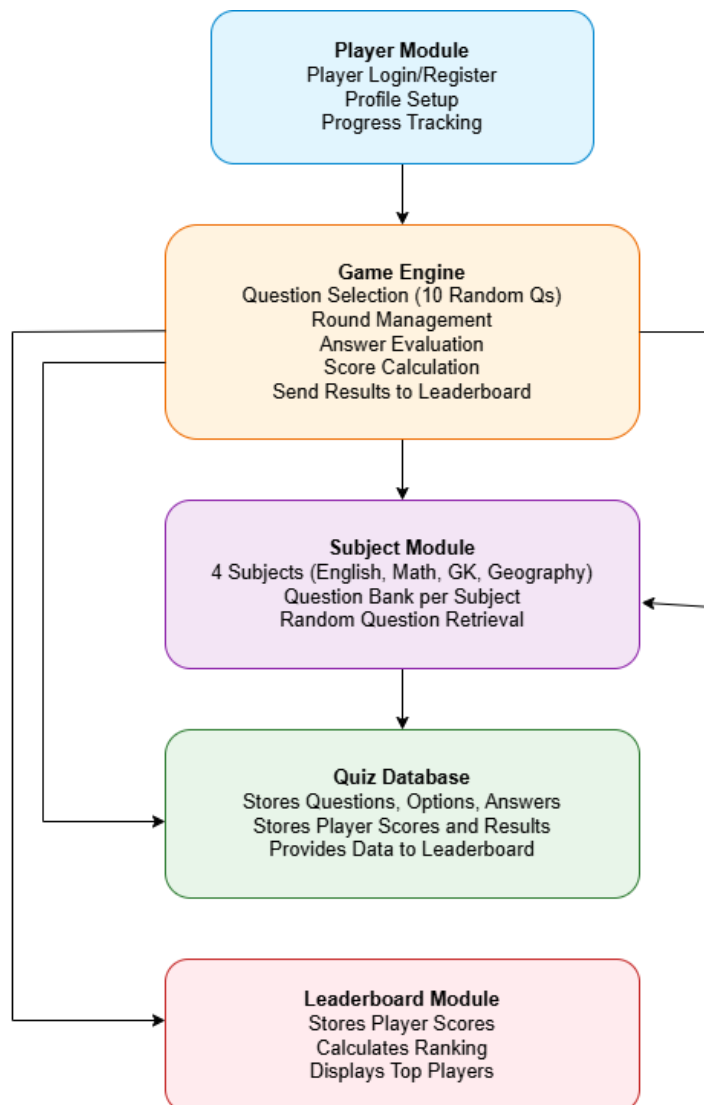 Player Module
Player Login/Register
Profile Setup
Progress Tracking
Game Engine
Question Selection (10 Random Qs)
Round Management
Answer Evaluation
Score Calculation
Send Results to Leaderboard
Subject Module
4 Subjects (English, Math, GK, Geography)
Question Bank per Subject
Random Question Retrieval
Quiz Database
Stores Questions, Options, Answers
Stores Player Scores and Results
Provides Data to Leaderboard
Leaderboard Module
Stores Player Scores
Calculates Ranking
Displays Top Players